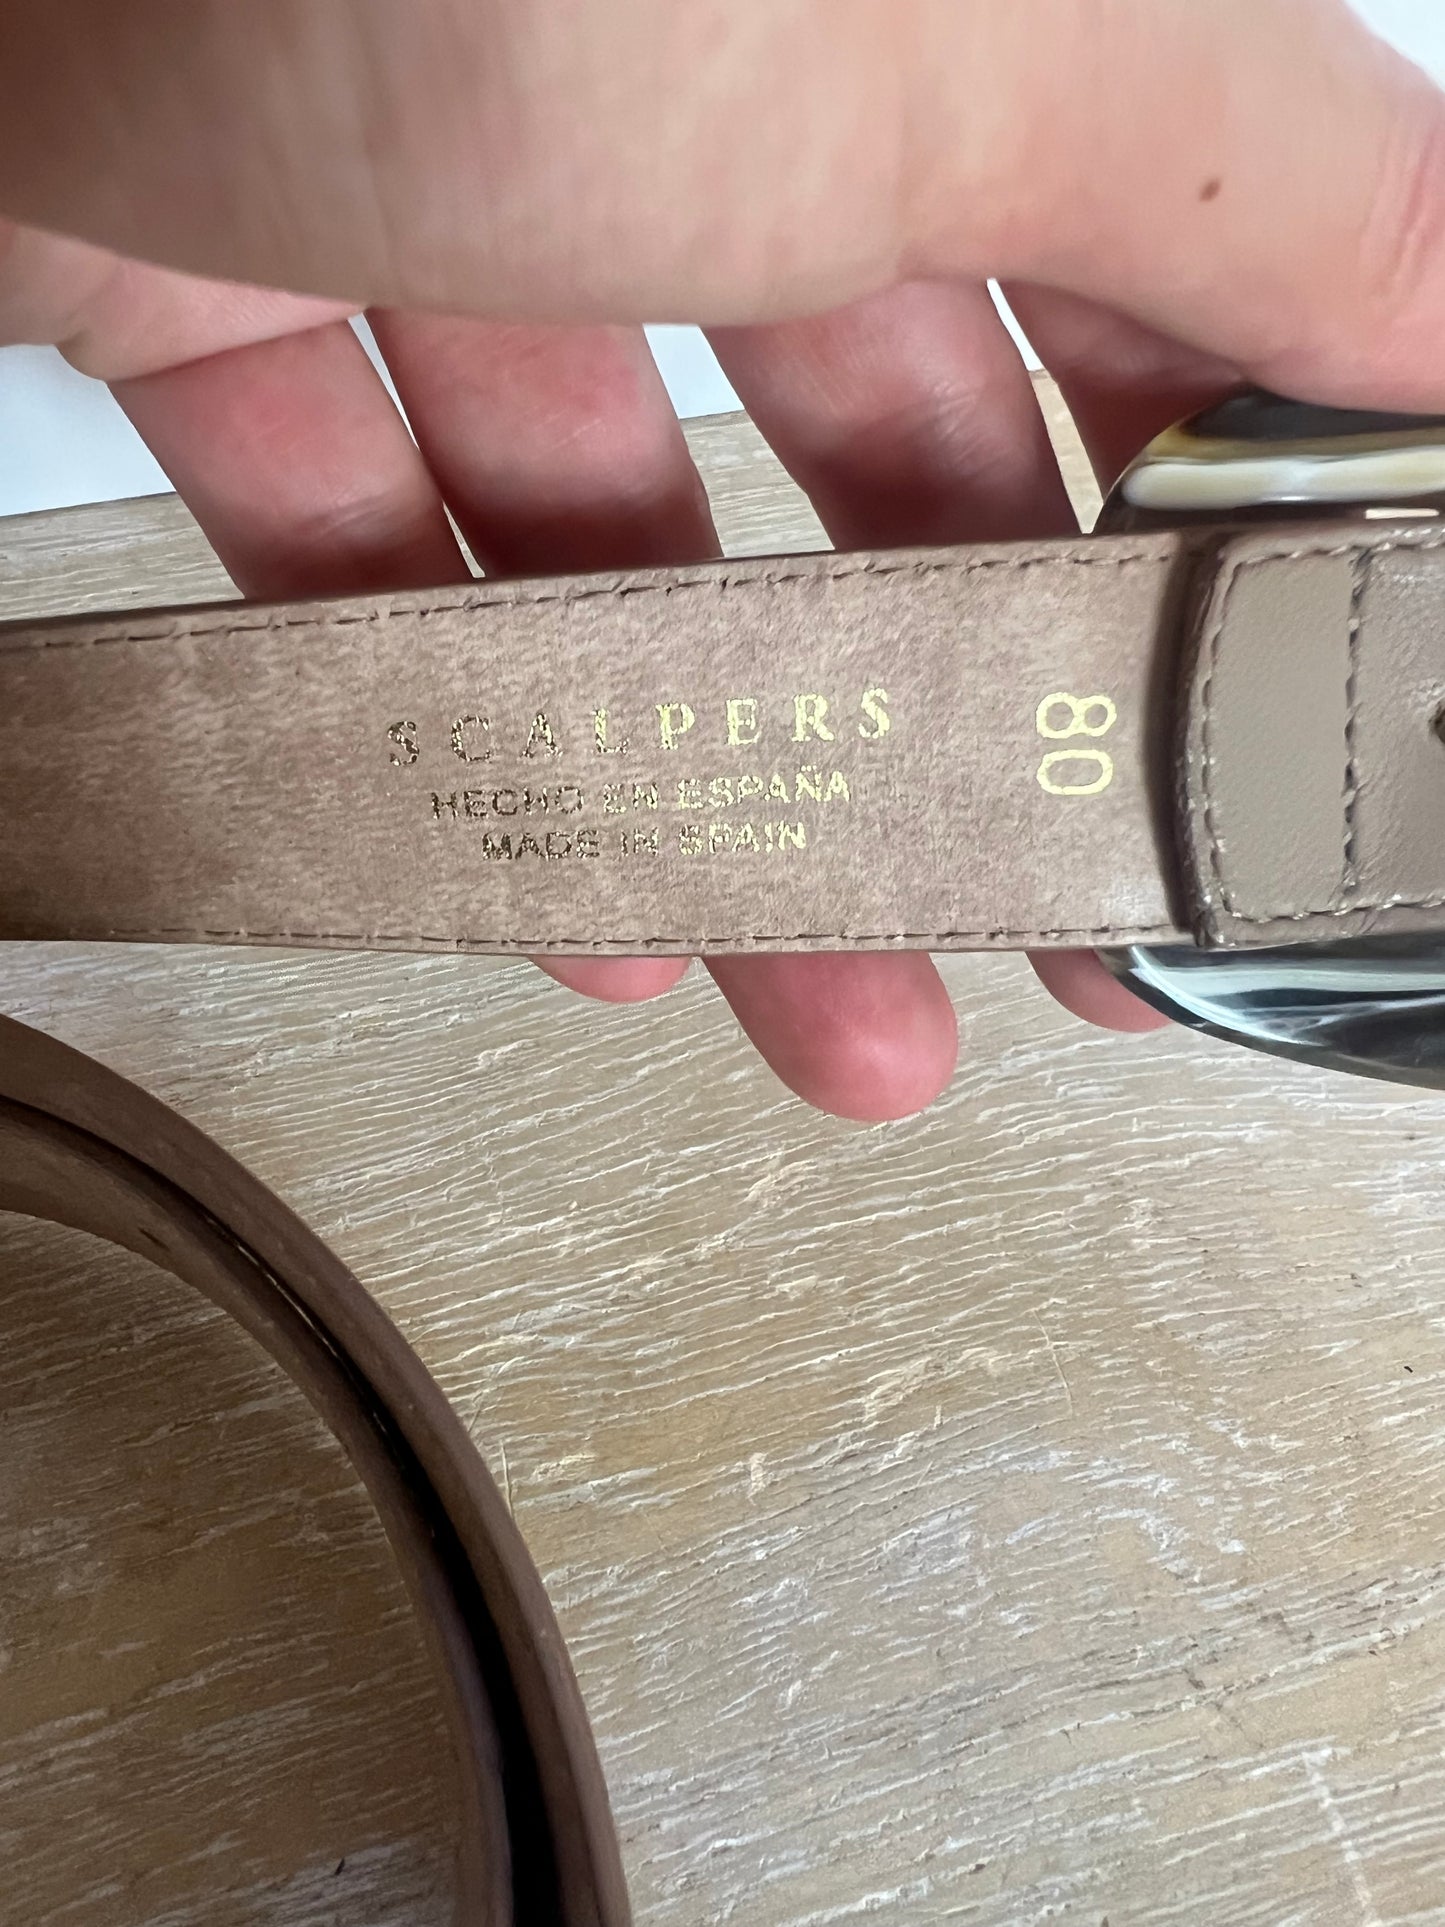 SCALPERS
HECHO EN ESPAÑA
MADE IN SPAIN
80